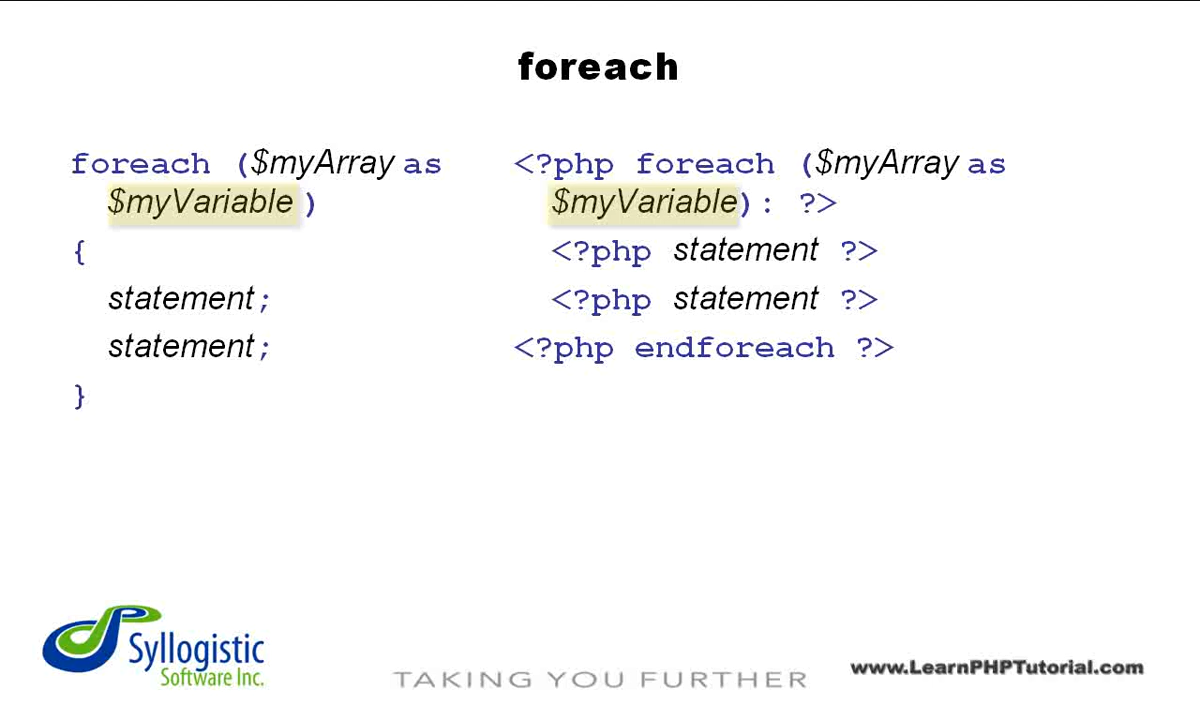 foreach
foreach ($myArray as
$myVariable )
{
statement;
statement;
}
<?php foreach ($myArray as
$myVariable): ?>
<?php statement ?>
<?php statement ?>
<?php endforeach ?>
Syllogistic
Software Inc.
TAKING YOU FURTHER
www.LearnPHPTutorial.com